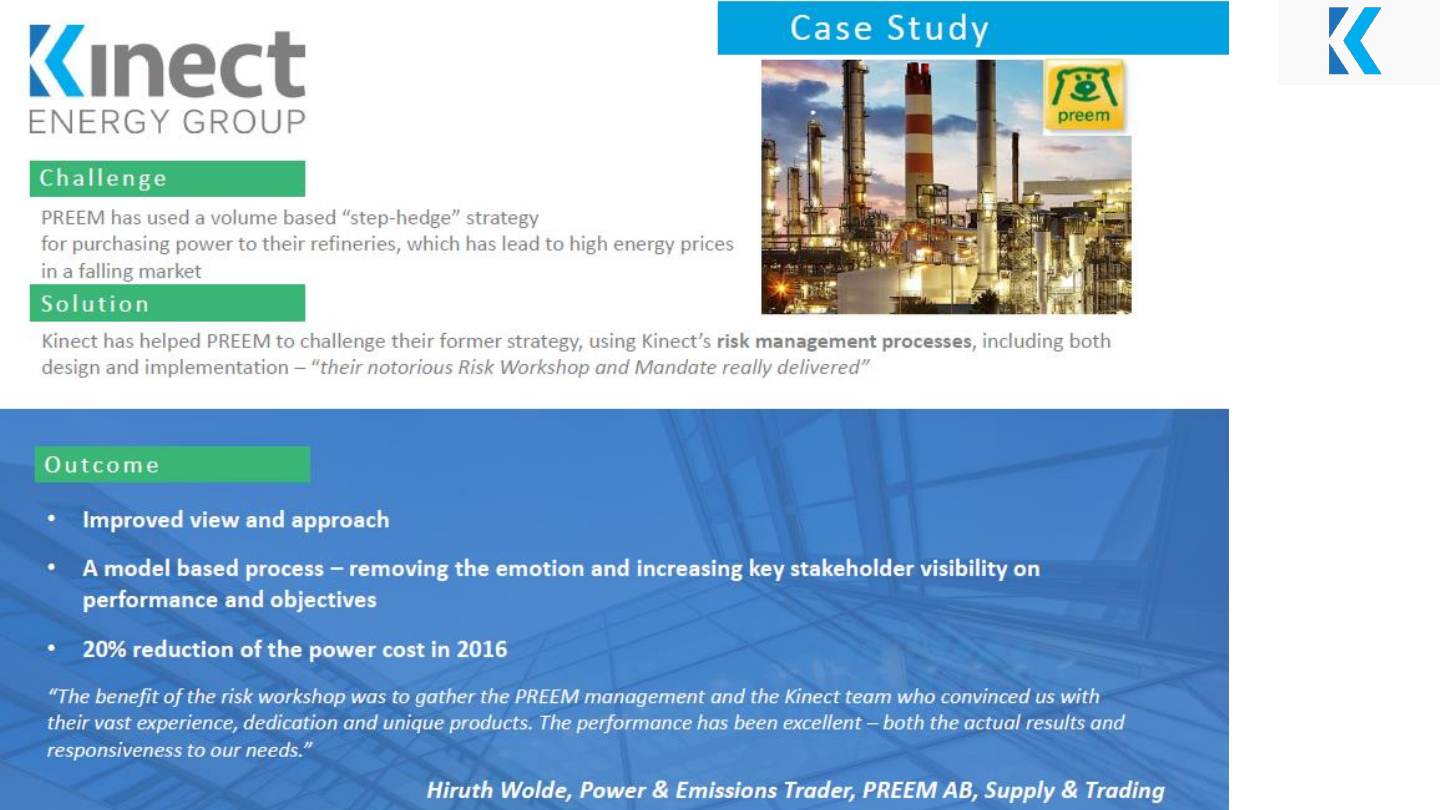 Kinect
ENERGY GROUP
Case Study
preem
Challenge
PREEM has used a volume based “step-hedge” strategy
for purchasing power to their refineries, which has lead to high energy prices
in a falling market
Solution
Kinect has helped PREEM to challenge their former strategy, using Kinect’s risk management processes, including both
design and implementation – “their notorious Risk Workshop and Mandate really delivered”
Outcome
• Improved view and approach
• A model based process – removing the emotion and increasing key stakeholder visibility on
performance and objectives
• 20% reduction of the power cost in 2016
“The benefit of the risk workshop was to gather the PREEM management and the Kinect team who convinced us with
their vast experience, dedication and unique products. The performance has been excellent – both the actual results and
responsiveness to our needs.”
Hiruth Wolde, Power & Emissions Trader, PREEM AB, Supply & Trading